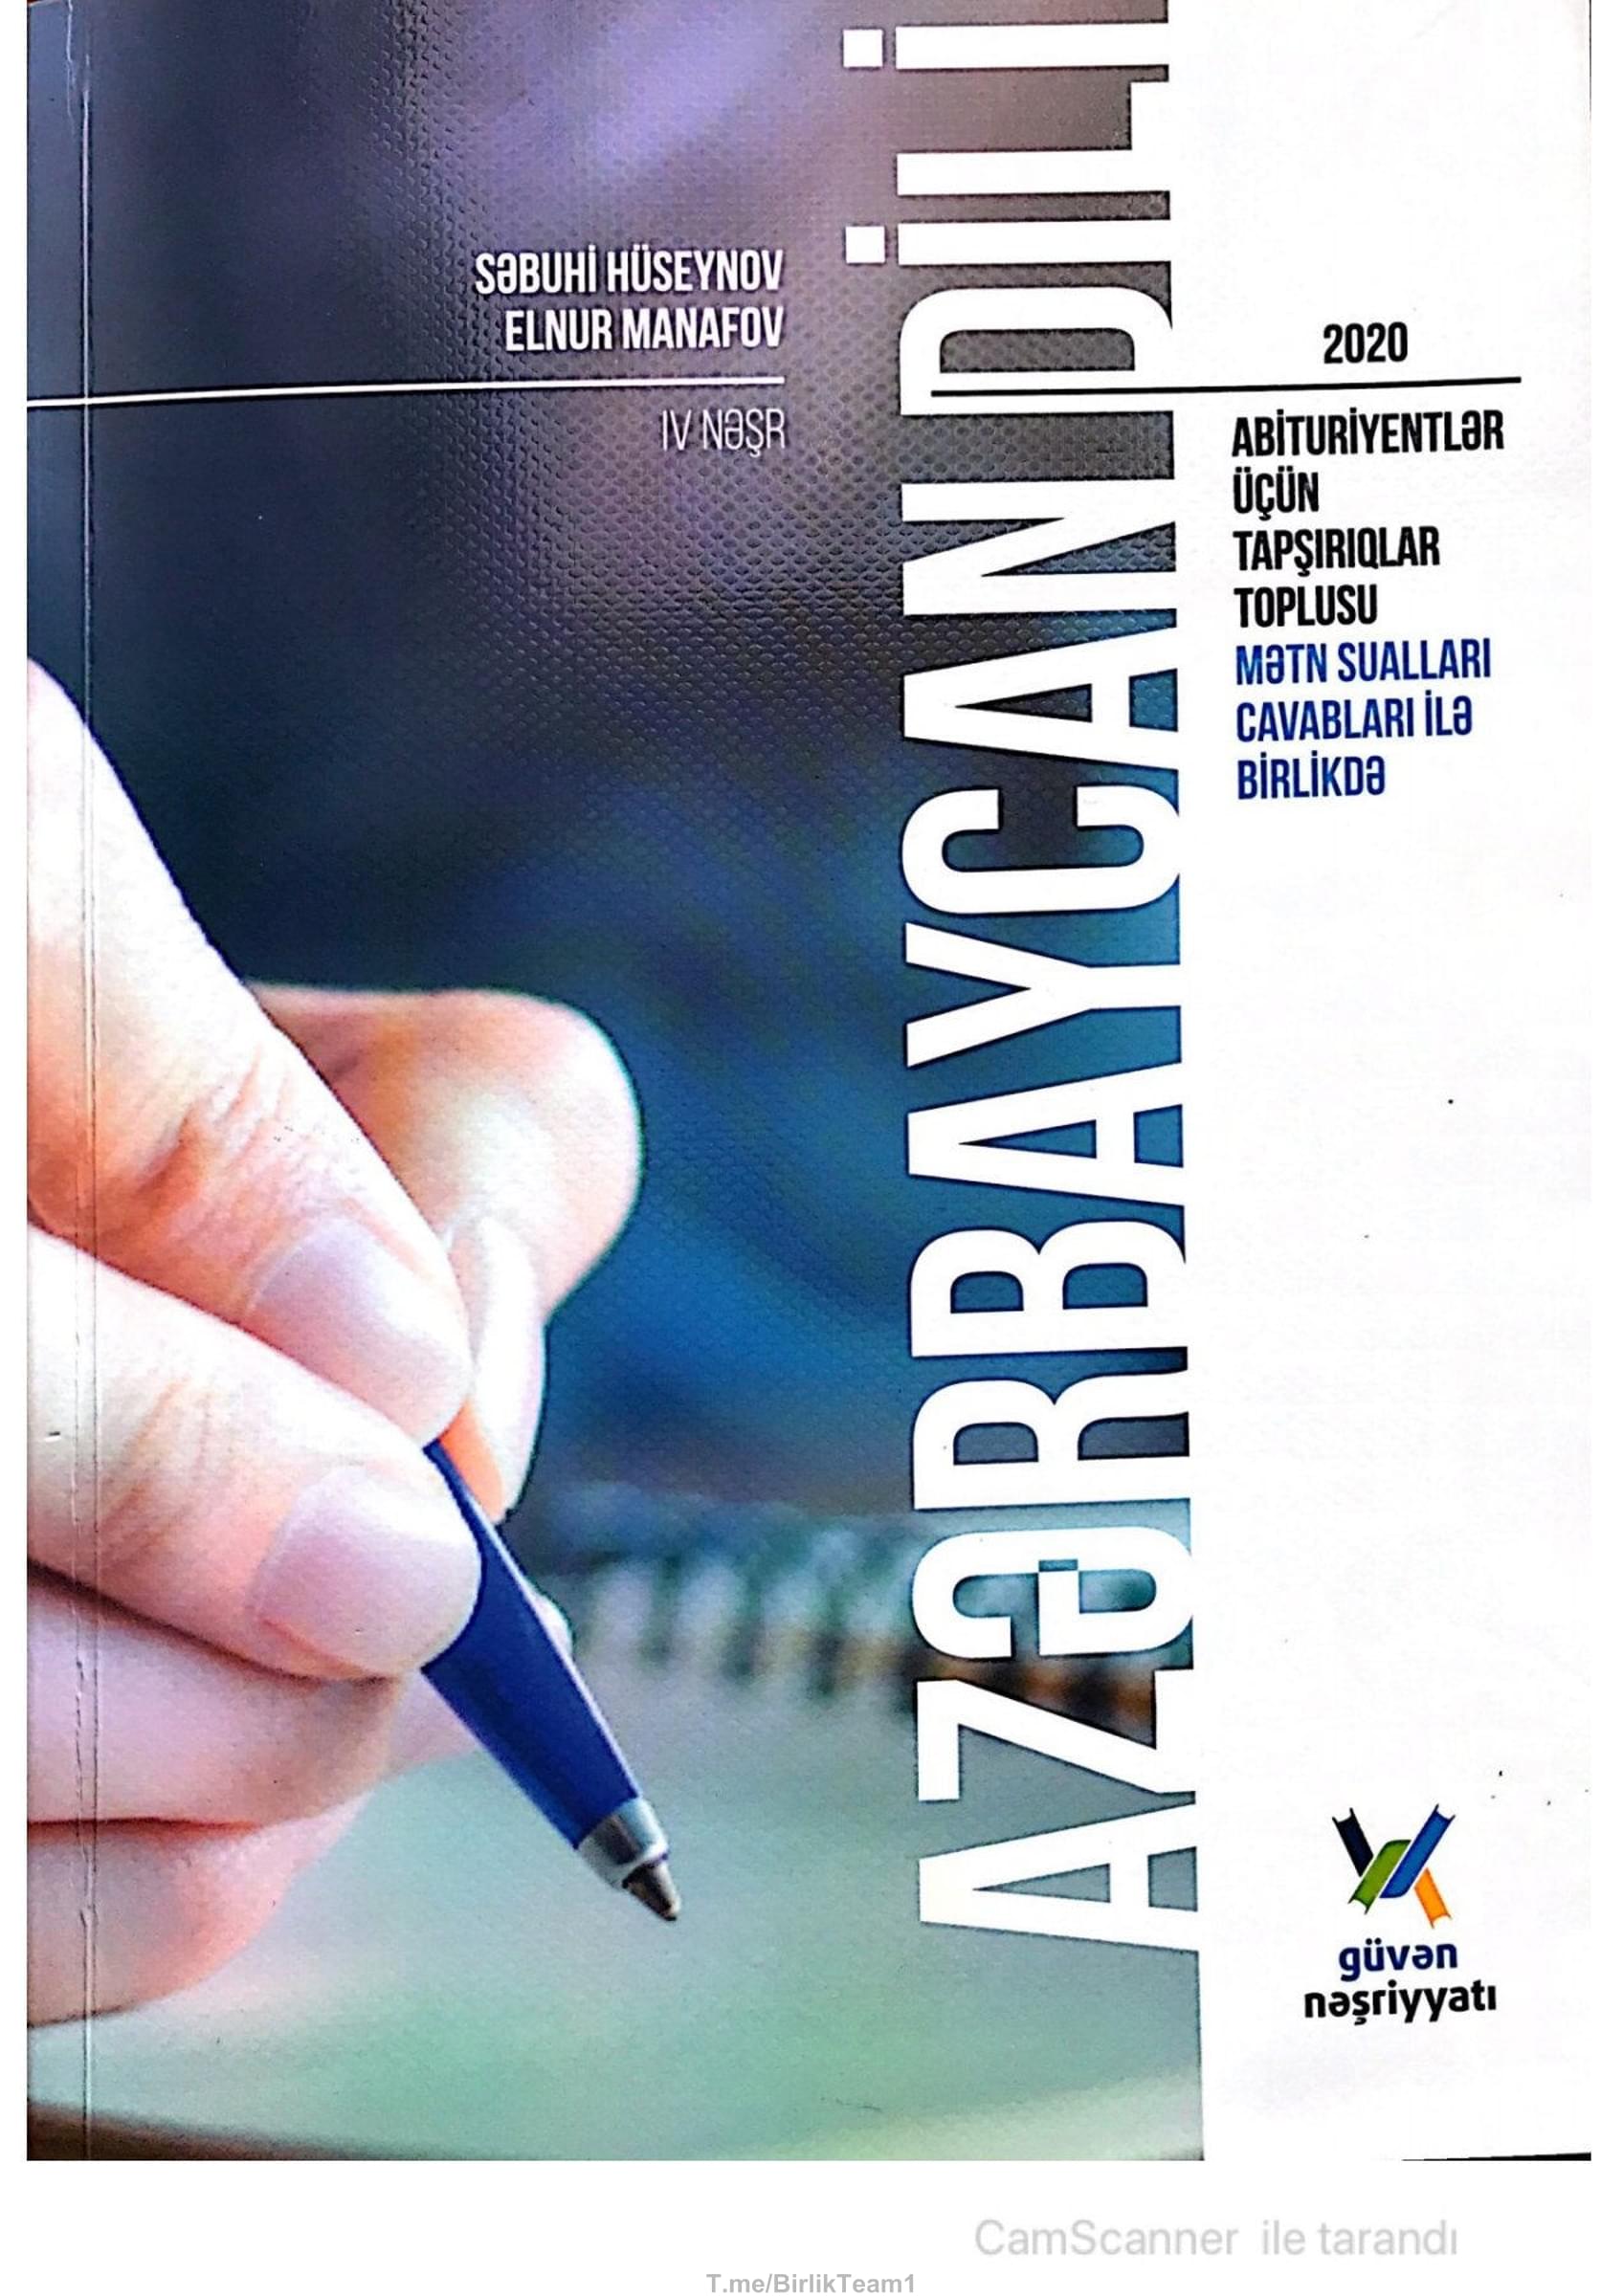 SƏBUHİ HÜSEYNOV
ELNUR MANAFOV
IV NƏŞR
AZƏRBAYCAN DİLİ
2020
ABİTURİYENTLƏR
ÜÇÜN
TAPŞIRIQLAR
TOPLUSU
MƏTN SUALLARI
CAVABLARI İLƏ
BİRLİKDƏ
güvən
nəşriyyatı
CamScanner ile tarandı
T.me/BirlikTeam1